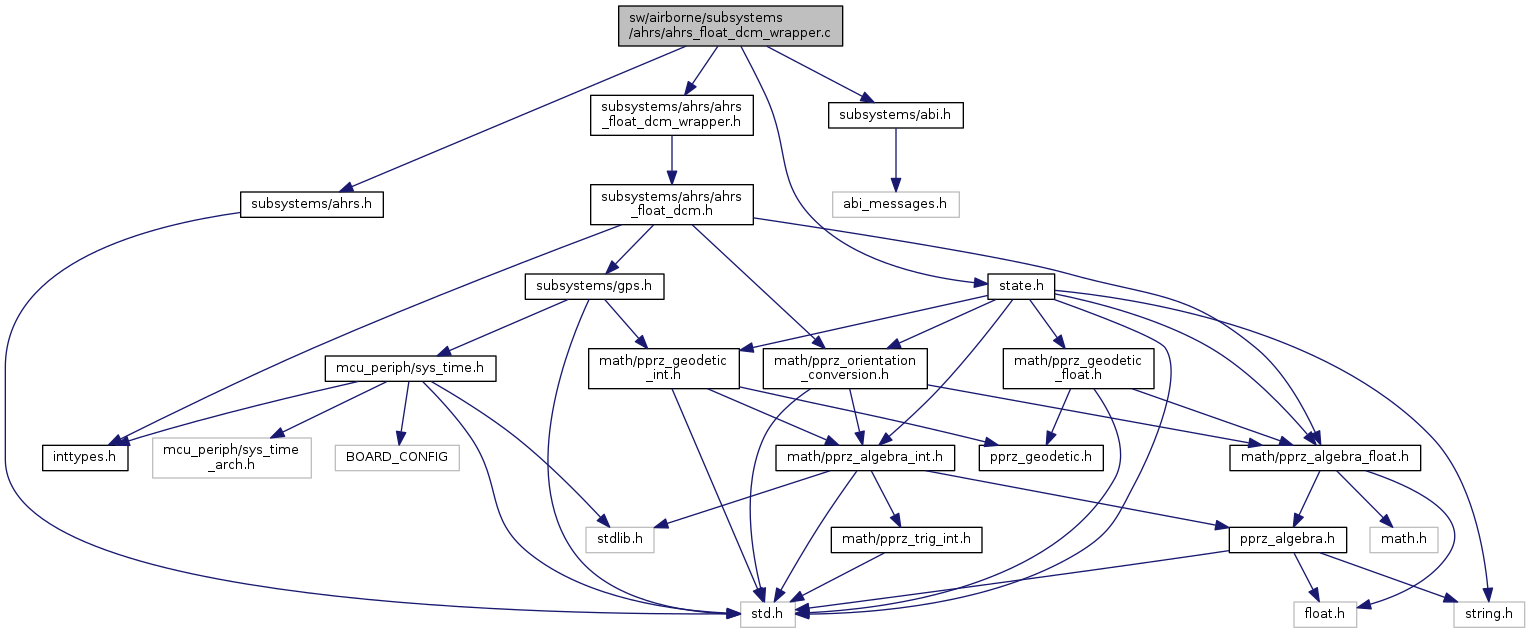 sw/airborne/subsystems
/ahrs/ahrs_float_dcm_wrapper.c
subsystems/ahrs/ahrs
_float_dcm_wrapper.h
subsystems/abi.h
subsystems/ahrs.h
subsystems/ahrs/ahrs
_float_dcm.h
abi_messages.h
subsystems/gps.h
state.h
mcu_periph/sys_time.h
math/pprz_geodetic
_int.h
math/pprz_orientation
_conversion.h
math/pprz_geodetic
_float.h
inttypes.h
mcu_periph/sys_time
_arch.h
BOARD_CONFIG
math/pprz_algebra_int.h
pprz_geodetic.h
math/pprz_algebra_float.h
stdlib.h
math/pprz_trig_int.h
pprz_algebra.h
math.h
std.h
float.h
string.h